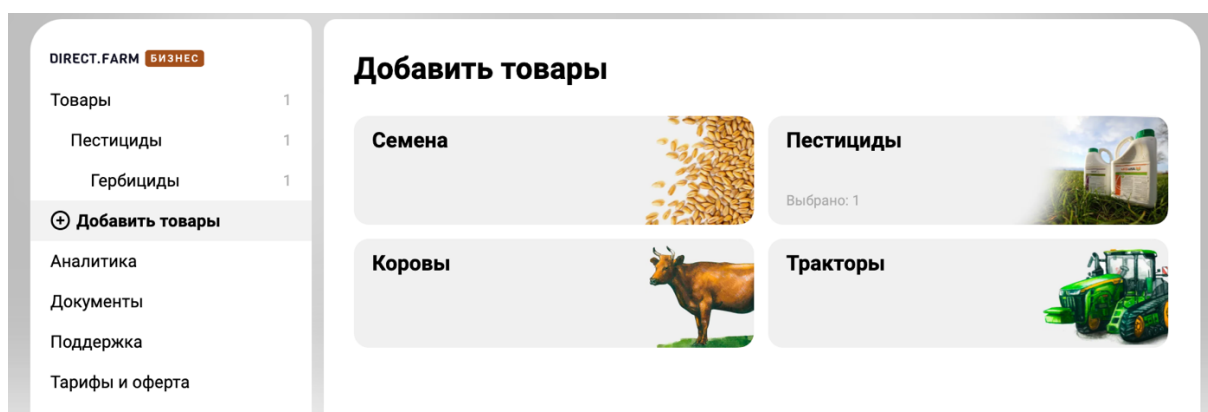 DIRECT.FARM БИЗНЕС
Товары 1
Пестициды 1
Гербициды 1
Добавить товары
Аналитика
Документы
Поддержка
Тарифы и оферта
Добавить товары
Семена
Пестициды
Выбрано: 1
Коровы
Тракторы